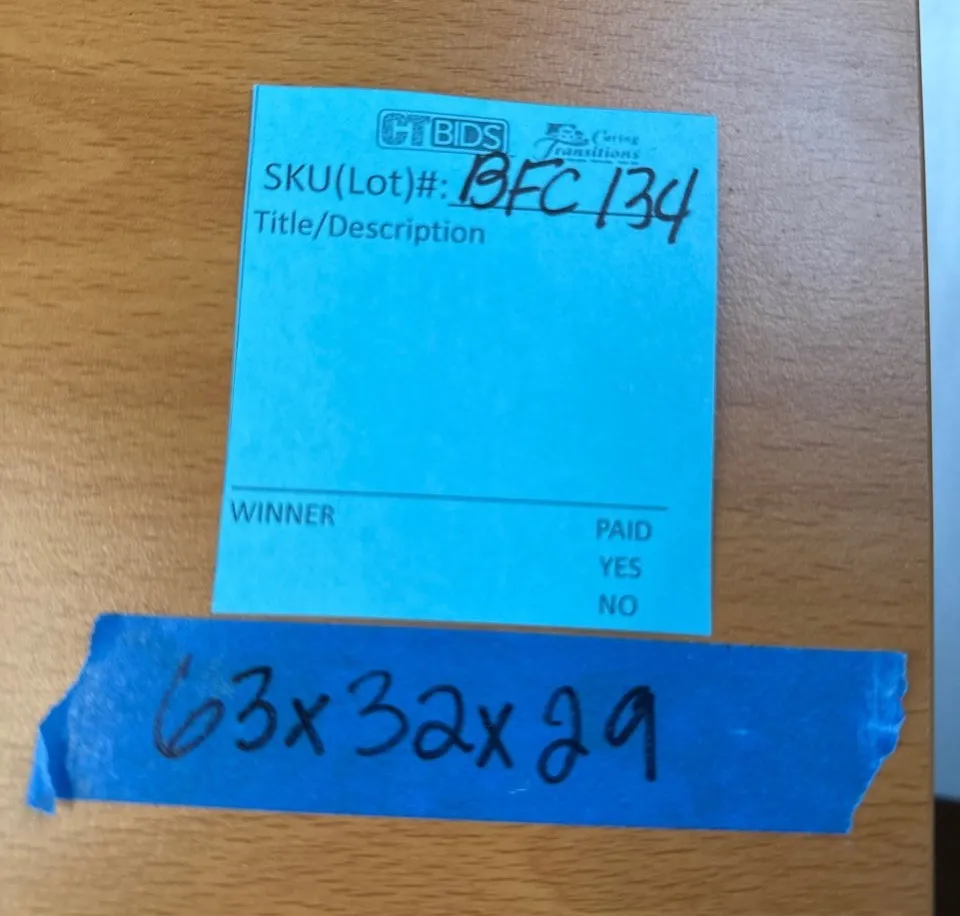 CTBIDS Caring
Transitions
SKU(Lot)#: BFC 134
Title/Description
WINNER PAID
YES
NO
63x32x29